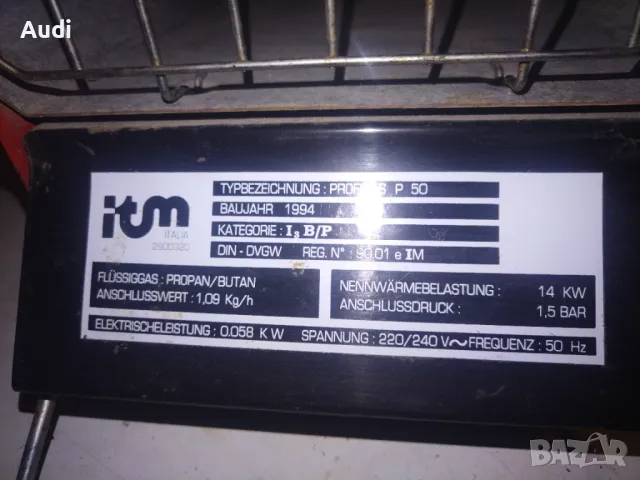 Audi
itm
ITALIA
TYPBEZEICHNUNG : P 50
BAUJAHR 1994
KATEGORIE : I₃ B/P
DIN - DVGW REG. N° : 90.01 e IM
FLÜSSIGGAS : PROPAN/BUTAN
ANSCHLUSSWERT : 1,09 Kg/h
NENNWÄRMEBELASTUNG : 14 KW
ANSCHLUSSDRUCK : 1,5 BAR
ELEKTRISCHELEISTUNG : 0.058 KW SPANNUNG : 220/240 V~FREQUENZ : 50 Hz
BAZAR